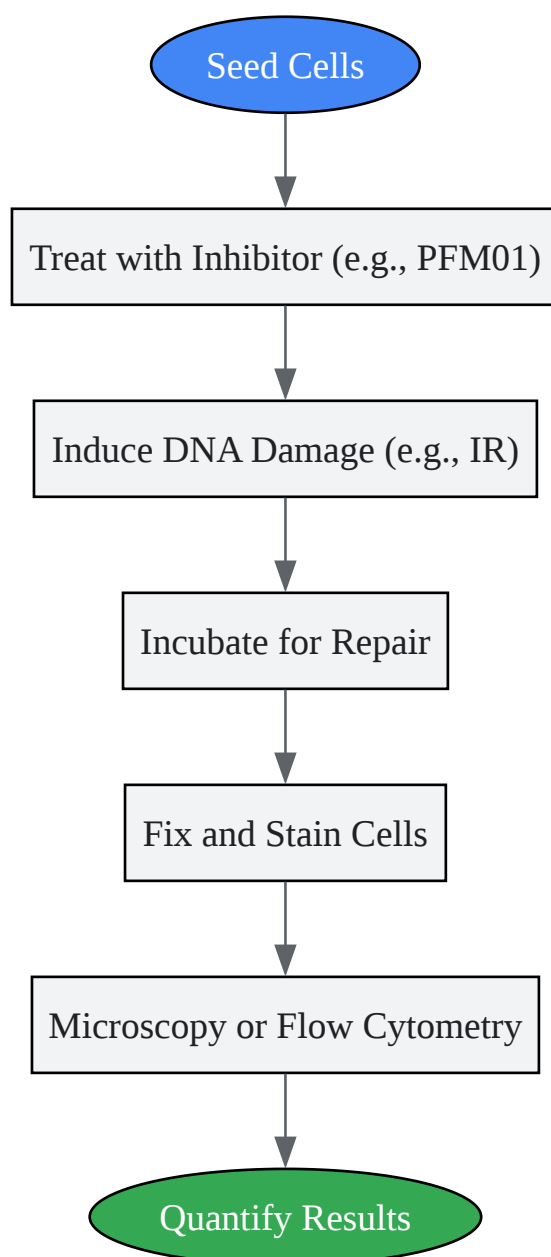 Seed Cells
Treat with Inhibitor (e.g., PFM01)
Induce DNA Damage (e.g., IR)
Incubate for Repair
Fix and Stain Cells
Microscopy or Flow Cytometry
Quantify Results